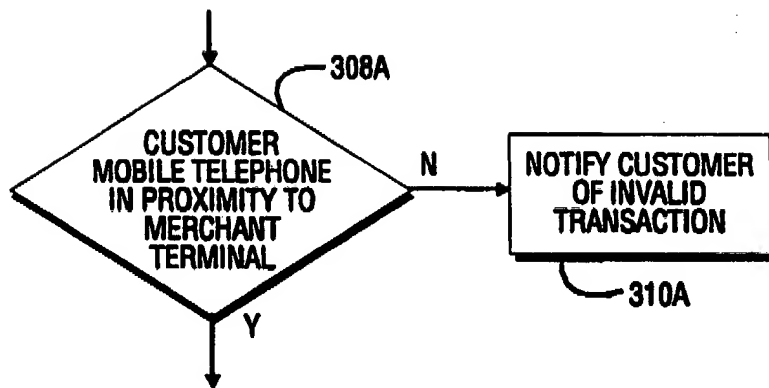 308A
CUSTOMER
MOBILE TELEPHONE
IN PROXIMITY TO
MERCHANT
TERMINAL
N
NOTIFY CUSTOMER
OF INVALID
TRANSACTION
310A
Y